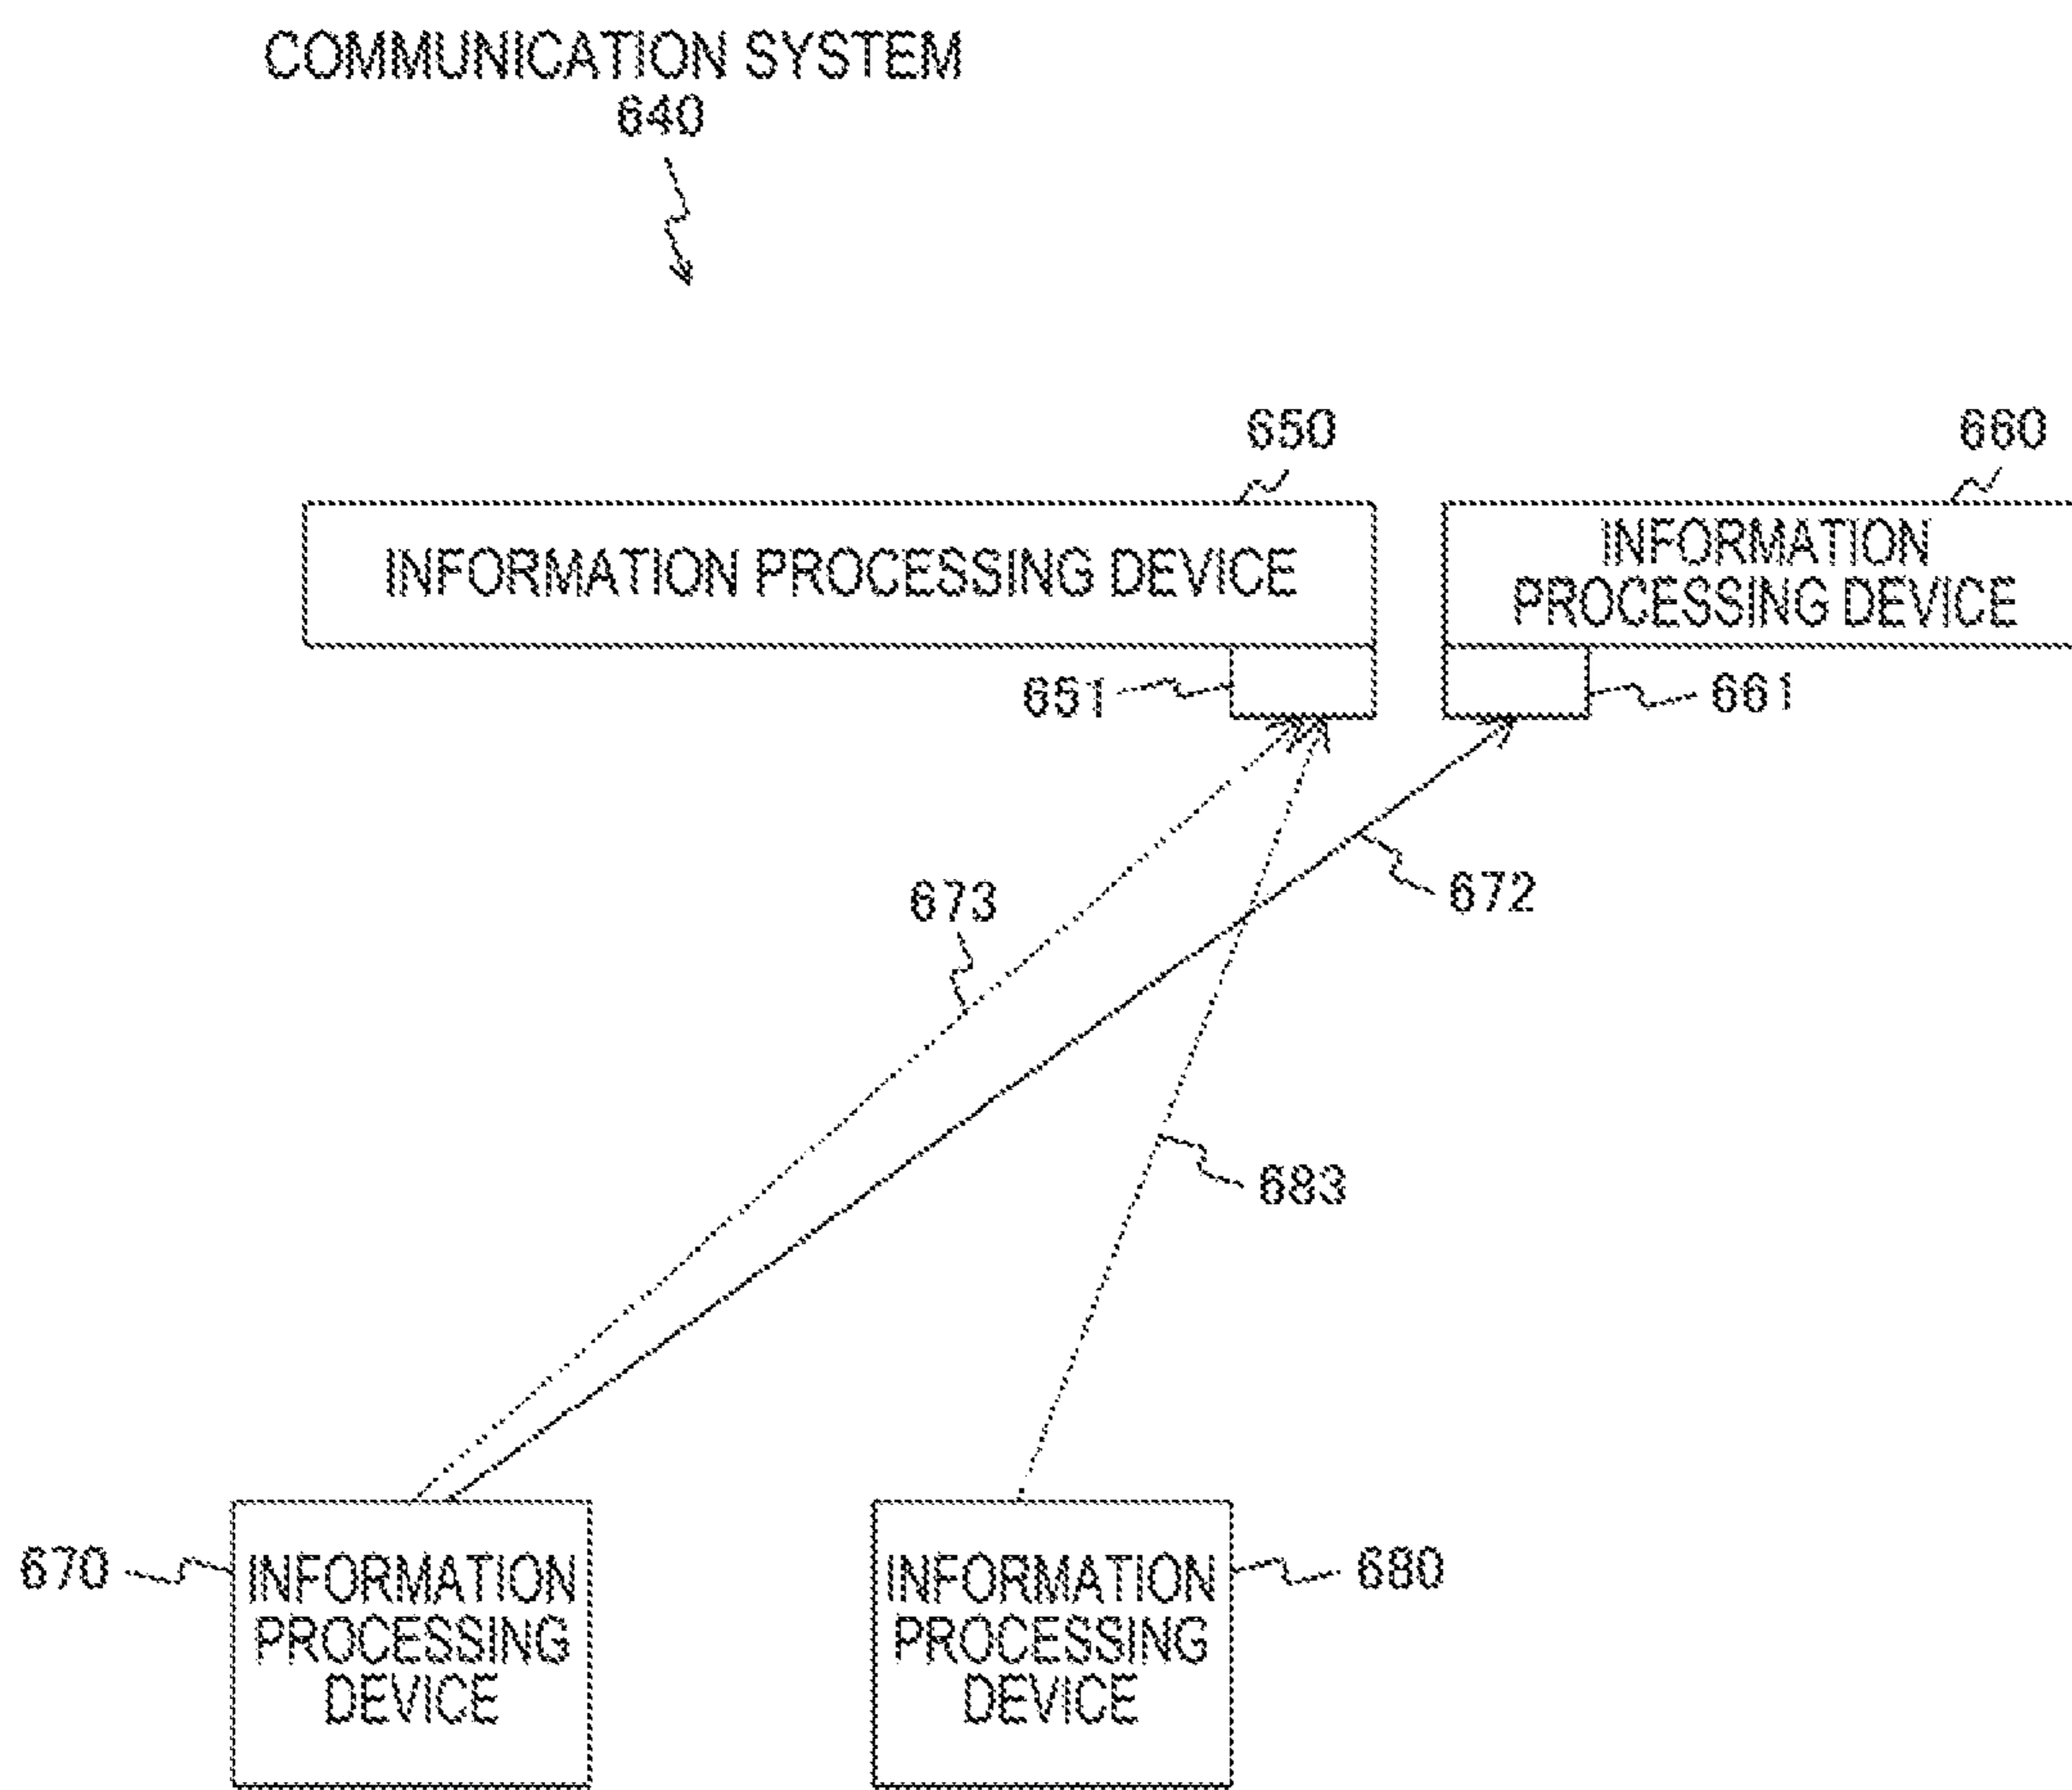 COMMUNICATION SYSTEM
640
650
660
INFORMATION PROCESSING DEVICE
INFORMATION
PROCESSING DEVICE
651
661
673
672
683
670
INFORMATION
PROCESSING
DEVICE
INFORMATION
PROCESSING
DEVICE
680